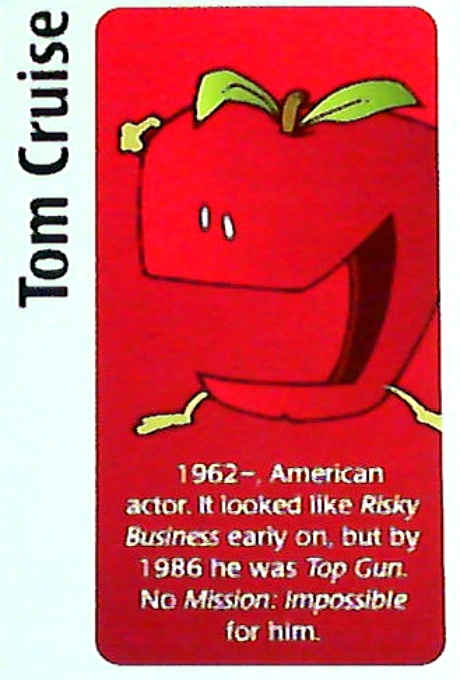 Tom Cruise
1962–, American
actor. It looked like Risky
Business early on, but by
1986 he was Top Gun.
No Mission: Impossible
for him.